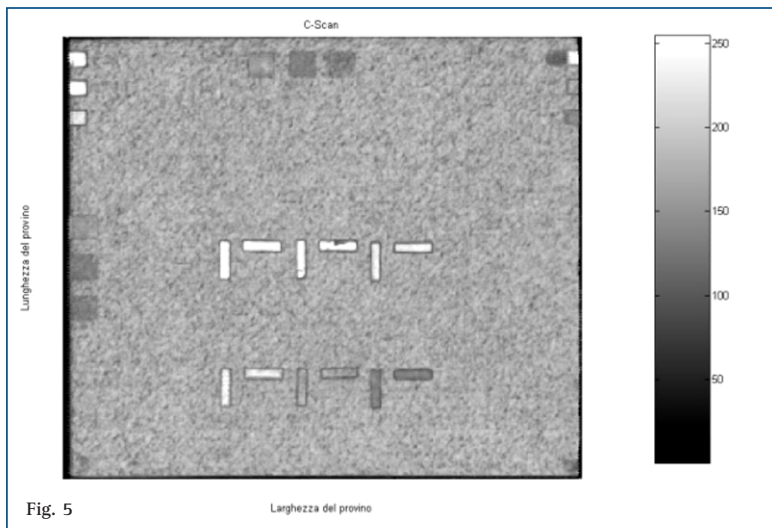 C-Scan
Lunghezza del provino
250
200
150
100
50
Fig. 5
Larghezza del provino